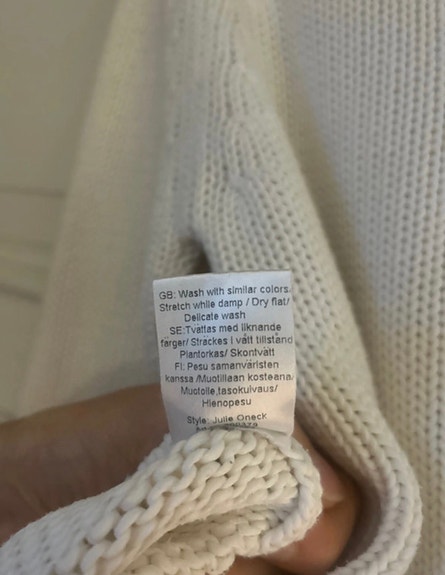 GB: Wash with similar colors/
Stretch while damp / Dry flat/
Delicate wash
SE:Tvättas med liknande
färger/ Sträckes i vått tillstånd
Plantorkas/ Skontvätt
FI: Pesu samanväristen
kanssa /Muotillaan kosteana/
Muotoile,tasokuivaus/
Hienopesu
Style: Julie Oneck